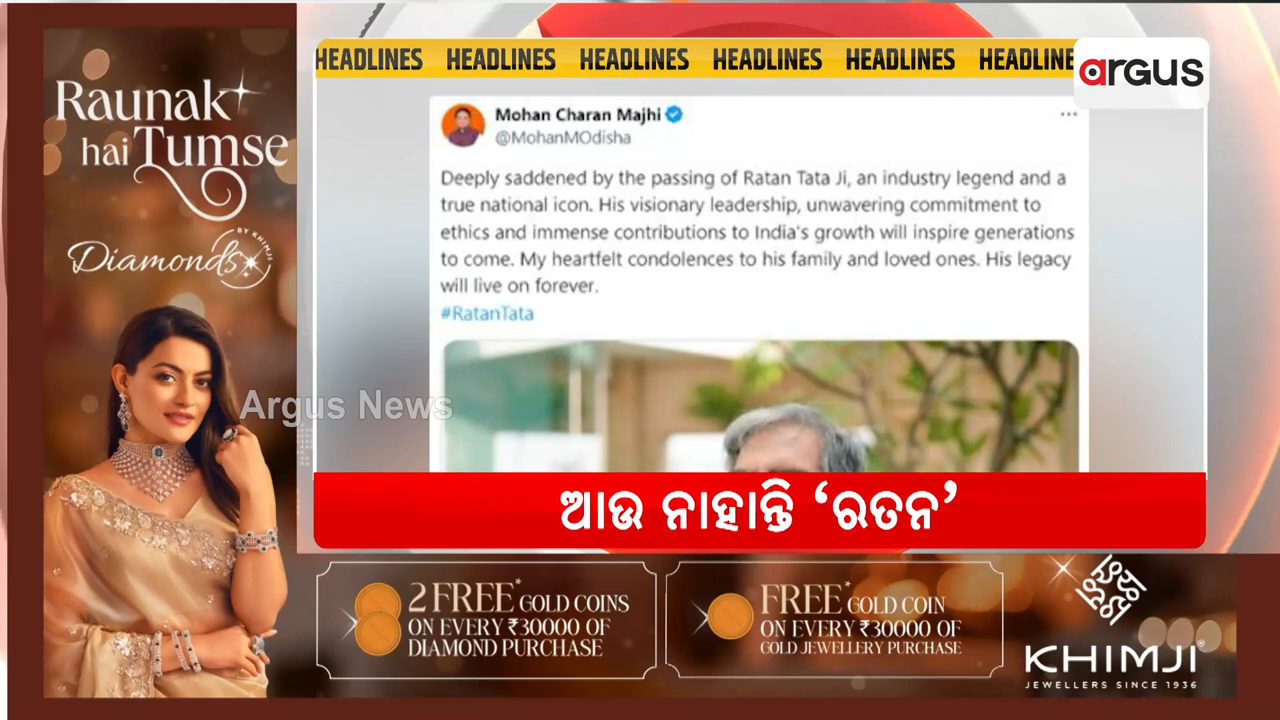 Raunak
hai Tumse
Diamonds
BY KHIMJI
HEADLINES HEADLINES HEADLINES HEADLINES HEADLINES HEADLINE
argus
Mohan Charan Majhi
@MohanMOdisha
Deeply saddened by the passing of Ratan Tata Ji, an industry legend and a
true national icon. His visionary leadership, unwavering commitment to
ethics and immense contributions to India's growth will inspire generations
to come. My heartfelt condolences to his family and loved ones. His legacy
will live on forever.
#RatanTata
Argus News
ଆଉ ନାହାନ୍ତି ‘ରତନ’
2 FREE* GOLD COINS
ON EVERY ₹30000 OF
DIAMOND PURCHASE
FREE* GOLD COIN
ON EVERY ₹30000 OF
GOLD JEWELLERY PURCHASE
KHIMJI
JEWELLERS SINCE 1936